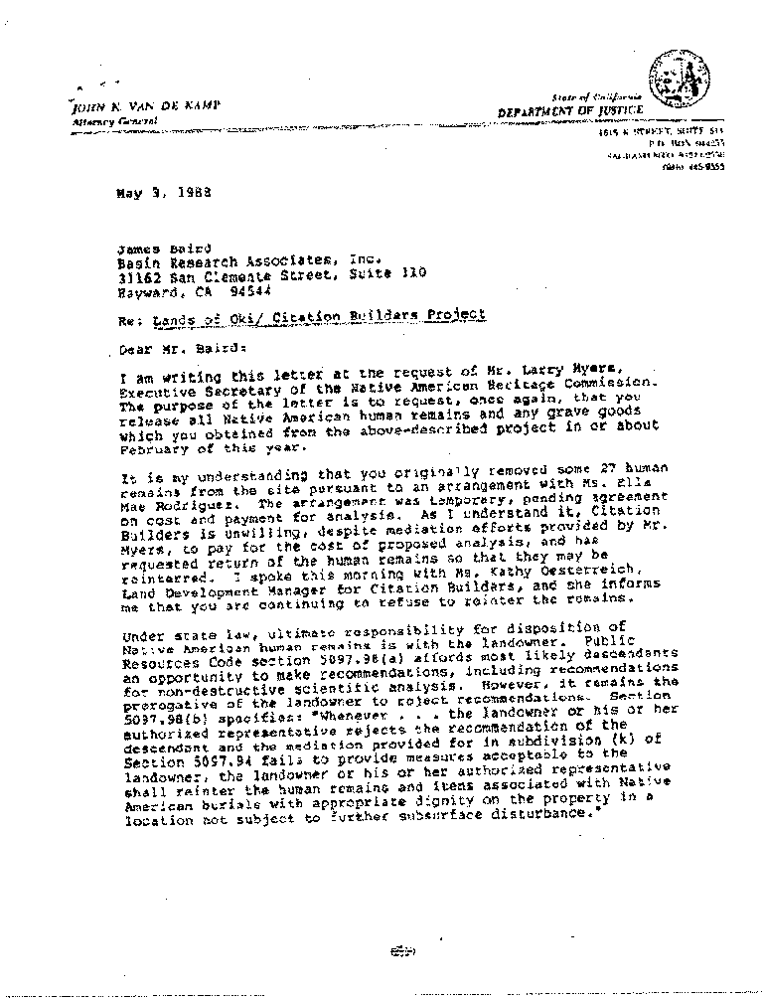 JOHN K. VAN DE KAMP
Attorney General
State of California
DEPARTMENT OF JUSTICE
1515 K STREET, SUITE 511
P.O. BOX
SACRAMENTO
(916) 445-9555
May 3, 1988
James Baird
Basin Research Associates, Inc.
31162 San Clemente Street, Suite 110
Hayward, CA 94544
Re: Lands of Oki/ Citation Builders Project
Dear Mr. Baird:
I am writing this letter at the request of Mr. Larry Myers,
Executive Secretary of the Native American Heritage Commission.
The purpose of the letter is to request, once again, that you
release all Native American human remains and any grave goods
which you obtained from the above-described project in or about
February of this year.
It is my understanding that you originally removed some 27 human
remains from the site pursuant to an arrangement with Ms. Ella
Mae Rodriguez. The arrangement was temporary, pending agreement
on cost and payment for analysis. As I understand it, Citation
Builders is unwilling, despite mediation efforts provided by Mr.
Myers, to pay for the cost of proposed analysis, and has
requested return of the human remains so that they may be
reinterred. I spoke this morning with Ms. Kathy Oesterreich,
Land Development Manager for Citation Builders, and she informs
me that you are continuing to refuse to reinter the remains.
Under state law, ultimate responsibility for disposition of
Native American human remains is with the landowner. Public
Resources Code section 5097.98(a) affords most likely descendants
an opportunity to make recommendations, including recommendations
for non-destructive scientific analysis. However, it remains the
prerogative of the landowner to reject recommendations. Section
5097.98(b) specifies: "Whenever . . . the landowner or his or her
authorized representative rejects the recommendation of the
descendant and the mediation provided for in subdivision (k) of
Section 5097.94 fails to provide measures acceptable to the
landowner, the landowner or his or her authorized representative
shall reinter the human remains and items associated with Native
American burials with appropriate dignity on the property in a
location not subject to further subsurface disturbance."